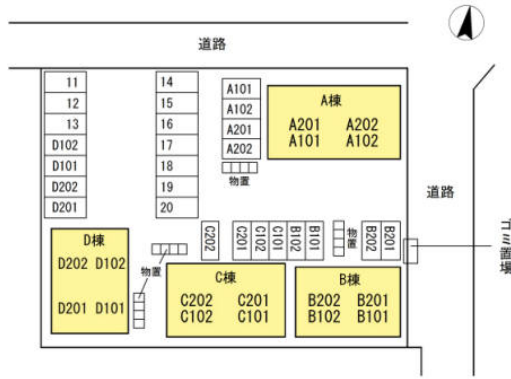 道路
11
12
13
D102
D101
D202
D201
14
15
16
17
18
19
20
A101
A102
A201
A202
物置
A棟
A201 A202
A101 A102
道路
ゴミ置場
C202
C201
C102
C101
B102
B101
物置
B202
B201
D棟
D202 D102
D201 D101
物置
C棟
C202 C201
C102 C101
B棟
B202 B201
B102 B101